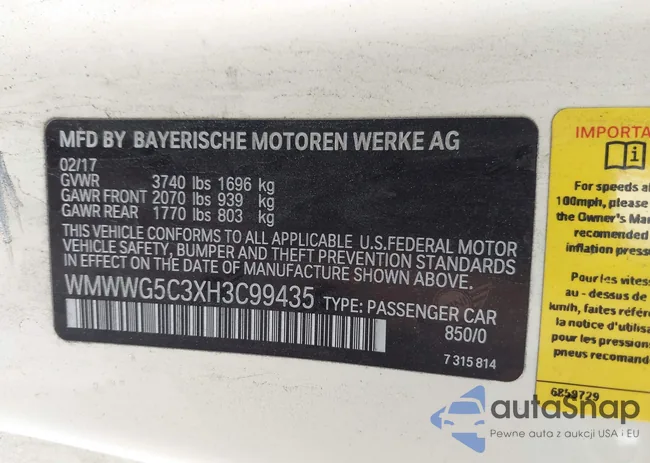 MFD BY BAYERISCHE MOTOREN WERKE AG
02/17
GVWR 3740 lbs 1696 kg
GAWR FRONT 2070 lbs 939 kg
GAWR REAR 1770 lbs 803 kg
THIS VEHICLE CONFORMS TO ALL APPLICABLE U.S.FEDERAL MOTOR
VEHICLE SAFETY, BUMPER AND THEFT PREVENTION STANDARDS
IN EFFECT ON THE DATE OF MANUFACTURE SHOWN ABOVE.
WMWWG5C3XH3C99435 TYPE: PASSENGER CAR
850/0
7 315 814
IMPORTA
i
For speeds a
100mph, please
the Owner's Man
recomended
inflation press
Pour les vitess
au - dessus de
km/h, faites référ
la notice d'utilisa
pour les pression
pneus recomand
6859729
autoSnap
Pewne auta z aukcji USA i EU